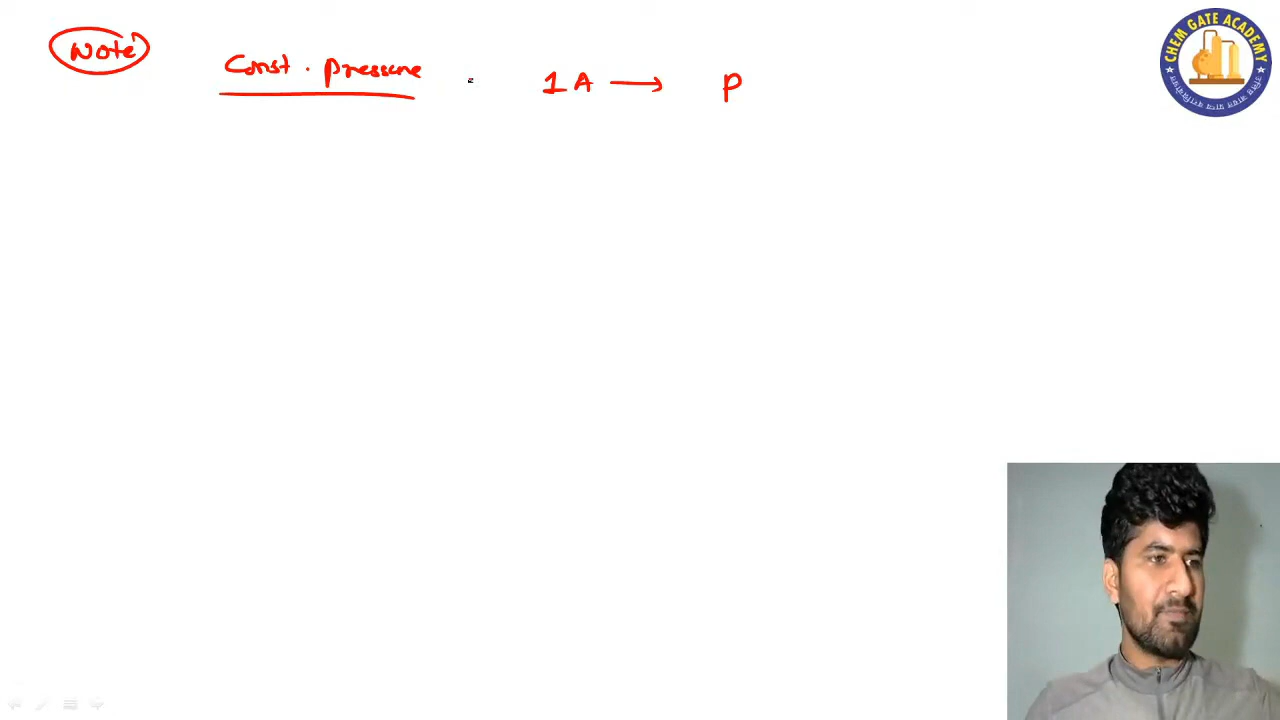 Note
Const. pressure = 1 A → P
CHEM GATE ACADEMY